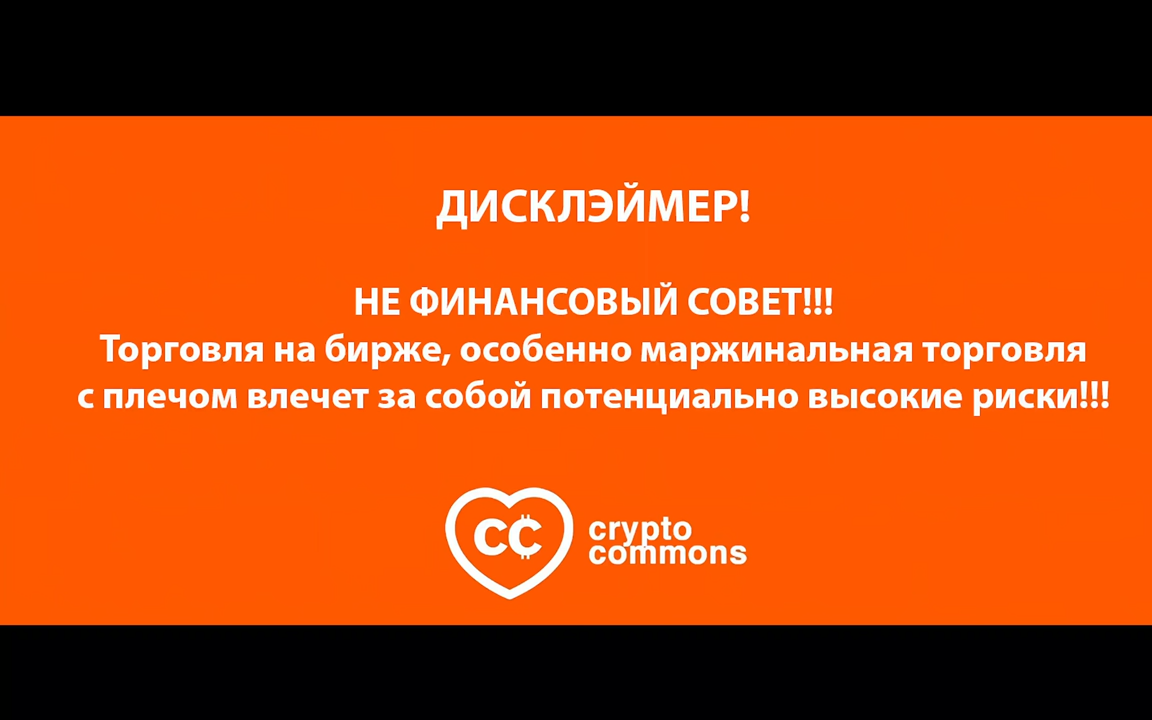 ДИСКЛЭЙМЕР!
НЕ ФИНАНСОВЫЙ СОВЕТ!!!
Торговля на бирже, особенно маржинальная торговля
с плечом влечет за собой потенциально высокие риски!!!
CC
crypto
commons